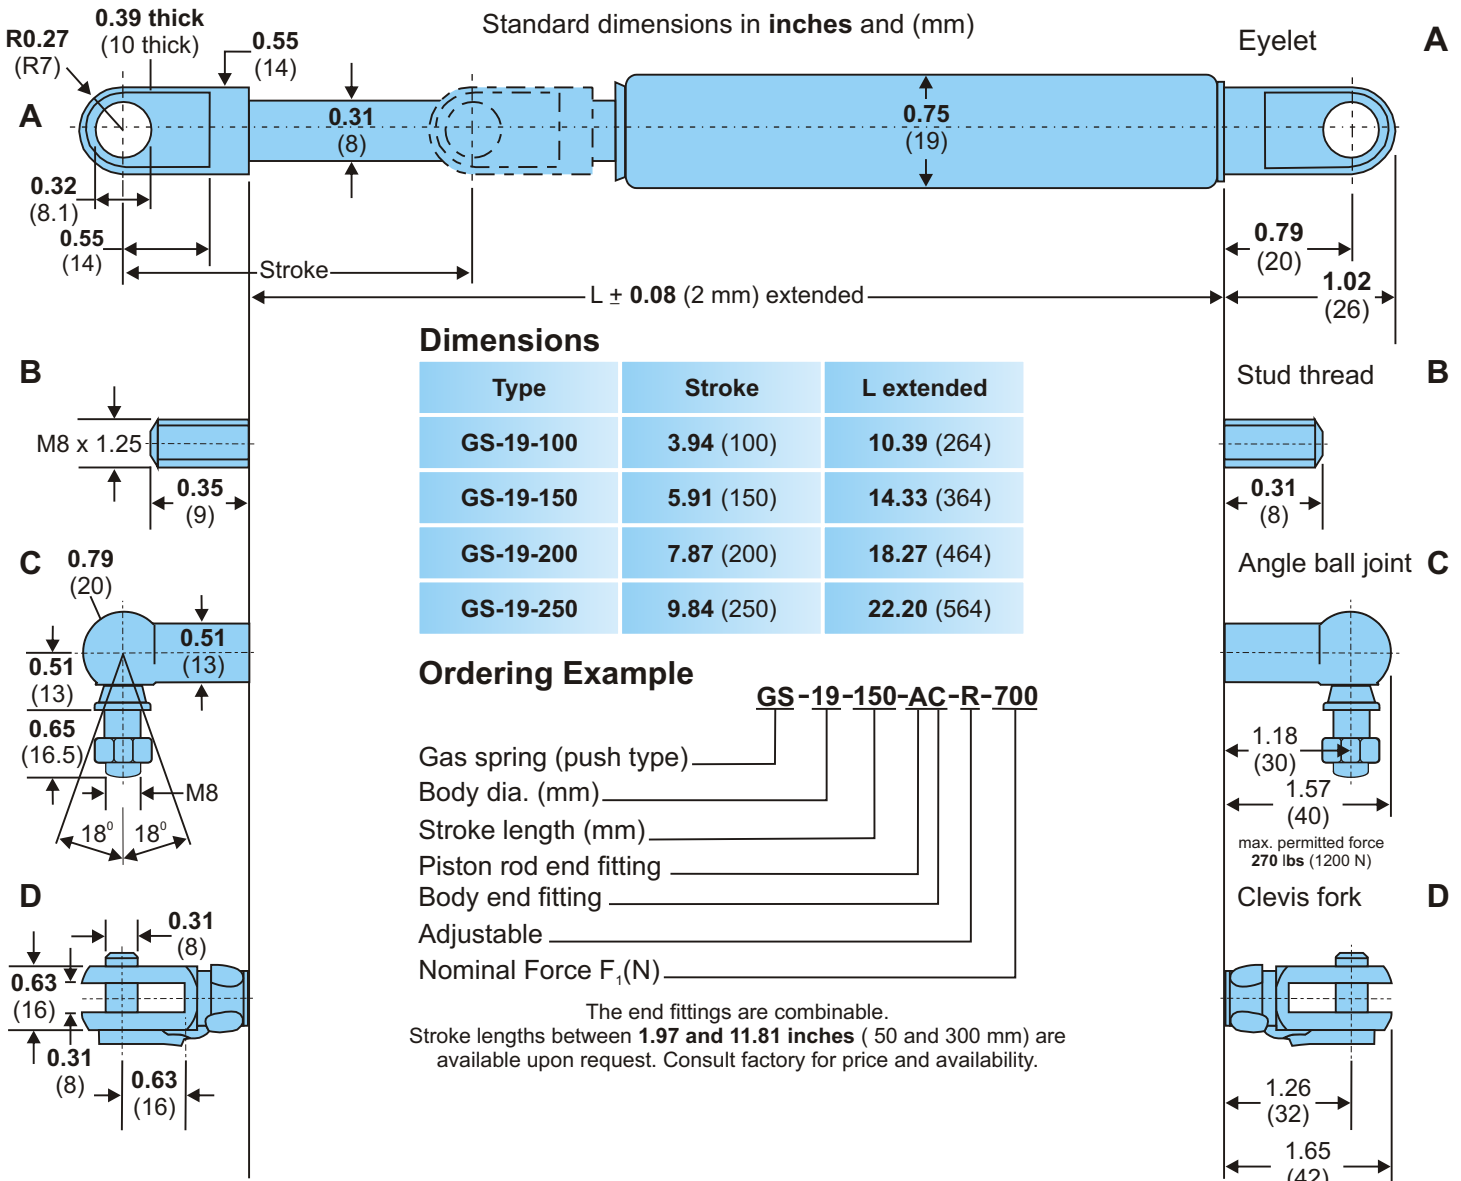 Standard dimensions in inches and (mm)
R0.27
(R7)
0.39 thick
(10 thick)
0.55
(14)
Eyelet
A
A
0.31
(8)
0.75
(19)
0.32
(8.1)
0.55
(14)
Stroke
0.79
(20)
L ± 0.08 (2 mm) extended
1.02
(26)
Dimensions
Type Stroke L extended
GS-19-100 3.94 (100) 10.39 (264)
GS-19-150 5.91 (150) 14.33 (364)
GS-19-200 7.87 (200) 18.27 (464)
GS-19-250 9.84 (250) 22.20 (564)
B
M8 x 1.25
0.35
(9)
Stud thread
B
0.31
(8)
C
0.79
(20)
0.51
(13)
0.51
(13)
0.65
(16.5)
M8
18⁰ 18⁰
Angle ball joint C
1.18
(30)
1.57
(40)
max. permitted force
270 lbs (1200 N)
Ordering Example
GS-19-150-AC-R-700
Gas spring (push type)
Body dia. (mm)
Stroke length (mm)
Piston rod end fitting
Body end fitting
Adjustable
Nominal Force F₁(N)
The end fittings are combinable.
Stroke lengths between 1.97 and 11.81 inches ( 50 and 300 mm) are
available upon request. Consult factory for price and availability.
D
0.31
(8)
0.63
(16)
0.31
(8)
0.63
(16)
Clevis fork
D
1.26
(32)
1.65
(42)